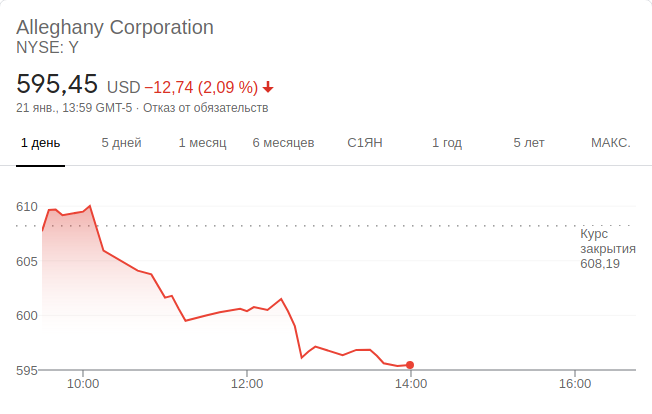 Alleghany Corporation
NYSE: Y
595,45 USD −12,74 (2,09 %)
21 янв., 13:59 GMT-5 · Отказ от обязательств
1 день 5 дней 1 месяц 6 месяцев С1ЯН 1 год 5 лет МАКС.
610
Курс
закрытия
608,19
605
600
595
10:00 12:00 14:00 16:00